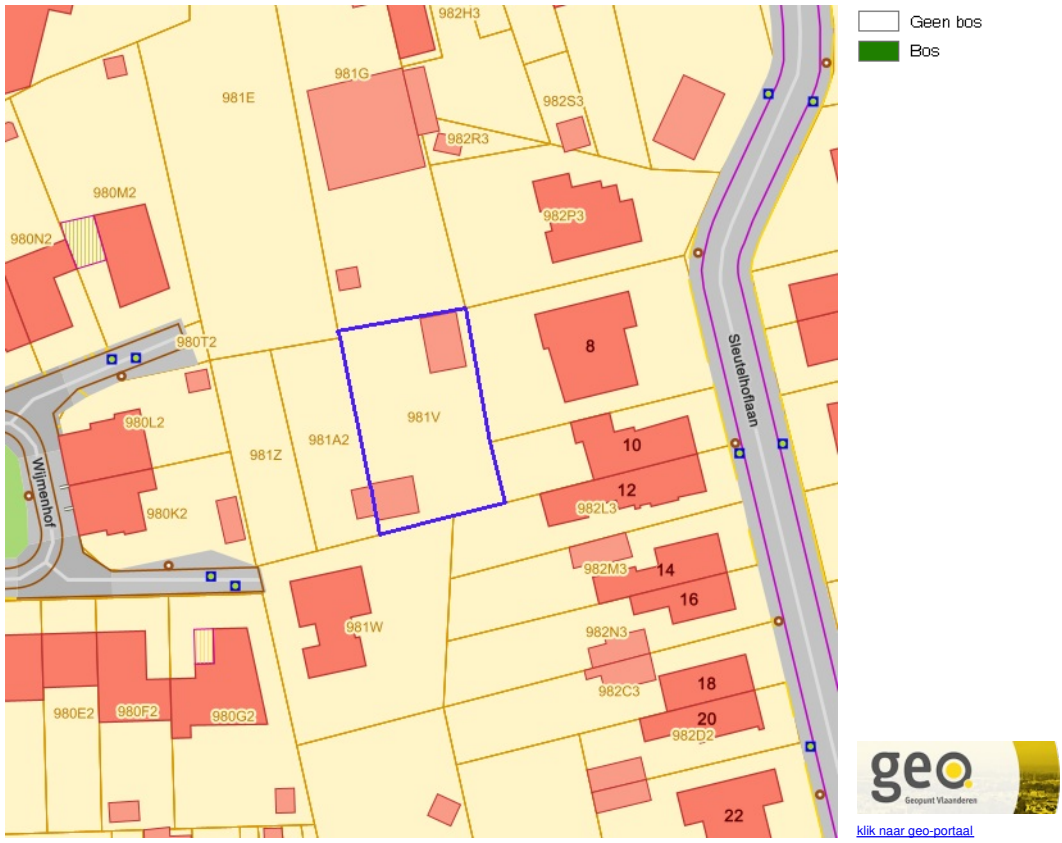 982H3
Geen bos
Bos
981G
981E
982S3
982R3
980M2
982P3
980N2
980T2
8
Sleutelhoflaan
981V
980L2
981A2
10
981Z
Wijmenhof
12
982L3
980K2
982M3
14
16
981W
982N3
18
982C3
980E2
980F2
980G2
20
982D2
22
geo
Geopunt Vlaanderen
klik naar geo-portaal